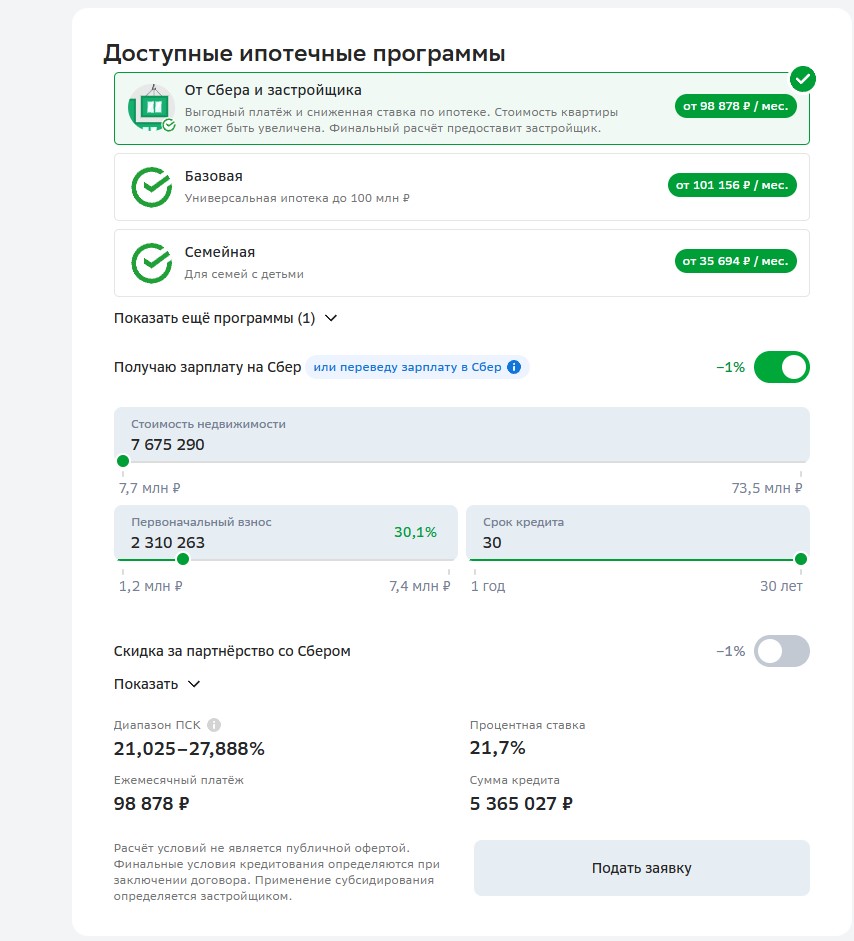 Доступные ипотечные программы
От Сбера и застройщика
Выгодный платёж и сниженная ставка по ипотеке. Стоимость квартиры
может быть увеличена. Финальный расчёт предоставит застройщик.
от 98 878 ₽ / мес.
Базовая
Универсальная ипотека до 100 млн ₽
от 101 156 ₽ / мес.
Семейная
Для семей с детьми
от 35 694 ₽ / мес.
Показать ещё программы (1)
Получаю зарплату на Сбер или переведу зарплату в Сбер −1%
Стоимость недвижимости
7 675 290
7,7 млн ₽ 73,5 млн ₽
Первоначальный взнос
2 310 263
30,1%
1,2 млн ₽ 7,4 млн ₽
Срок кредита
30
1 год 30 лет
Скидка за партнёрство со Сбером −1%
Показать
Диапазон ПСК
21,025–27,888%
Процентная ставка
21,7%
Ежемесячный платёж
98 878 ₽
Сумма кредита
5 365 027 ₽
Расчёт условий не является публичной офертой.
Финальные условия кредитования определяются при
заключении договора. Применение субсидирования
определяется застройщиком.
Подать заявку